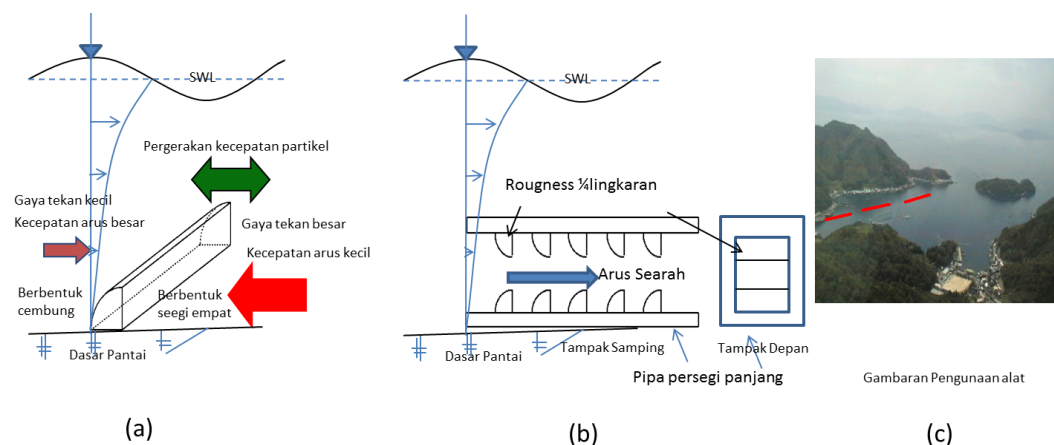 SWL
Pergerakan kecepatan partikel
Gaya tekan kecil
Kecepatan arus besar
Gaya tekan besar
Kecepatan arus kecil
Berbentuk
cembung
Berbentuk
seegi empat
Dasar Pantai
(a)
SWL
Rougness ¼lingkaran
Arus Searah
Dasar Pantai
Tampak Samping
Tampak Depan
Pipa persegi panjang
(b)
Gambaran Pengunaan alat
(c)